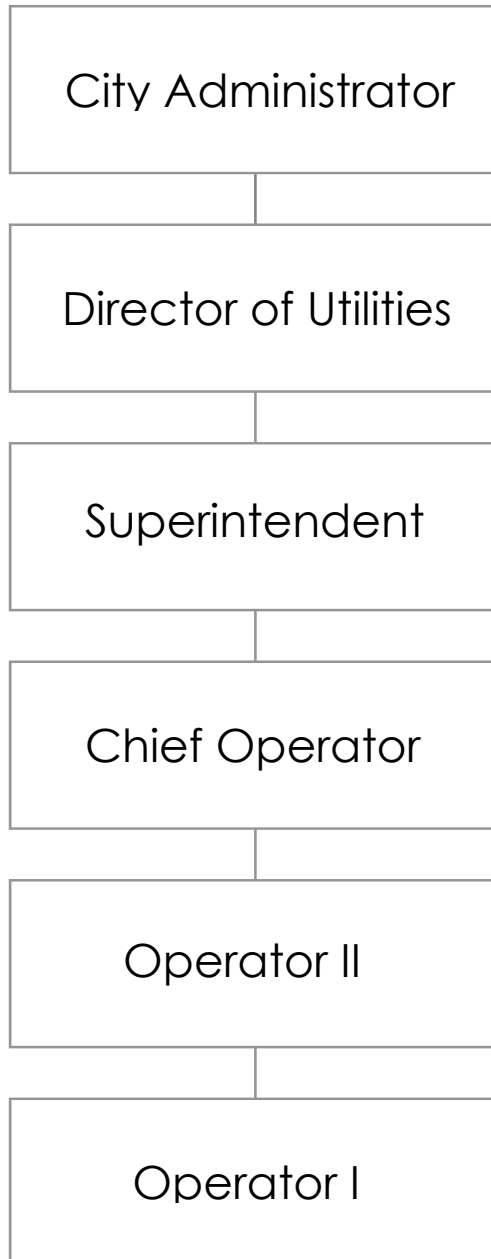 City Administrator
Director of Utilities
Superintendent
Chief Operator
Operator II
Operator I